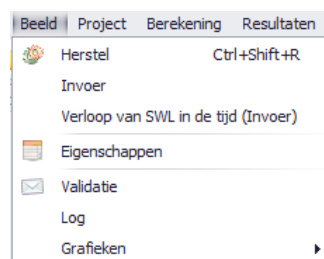 Beeld Project Berekening Resultaten
Herstel Ctrl+Shift+R
Invoer
Verloop van SWL in de tijd (Invoer)
Eigenschappen
Validatie
Log
Grafieken